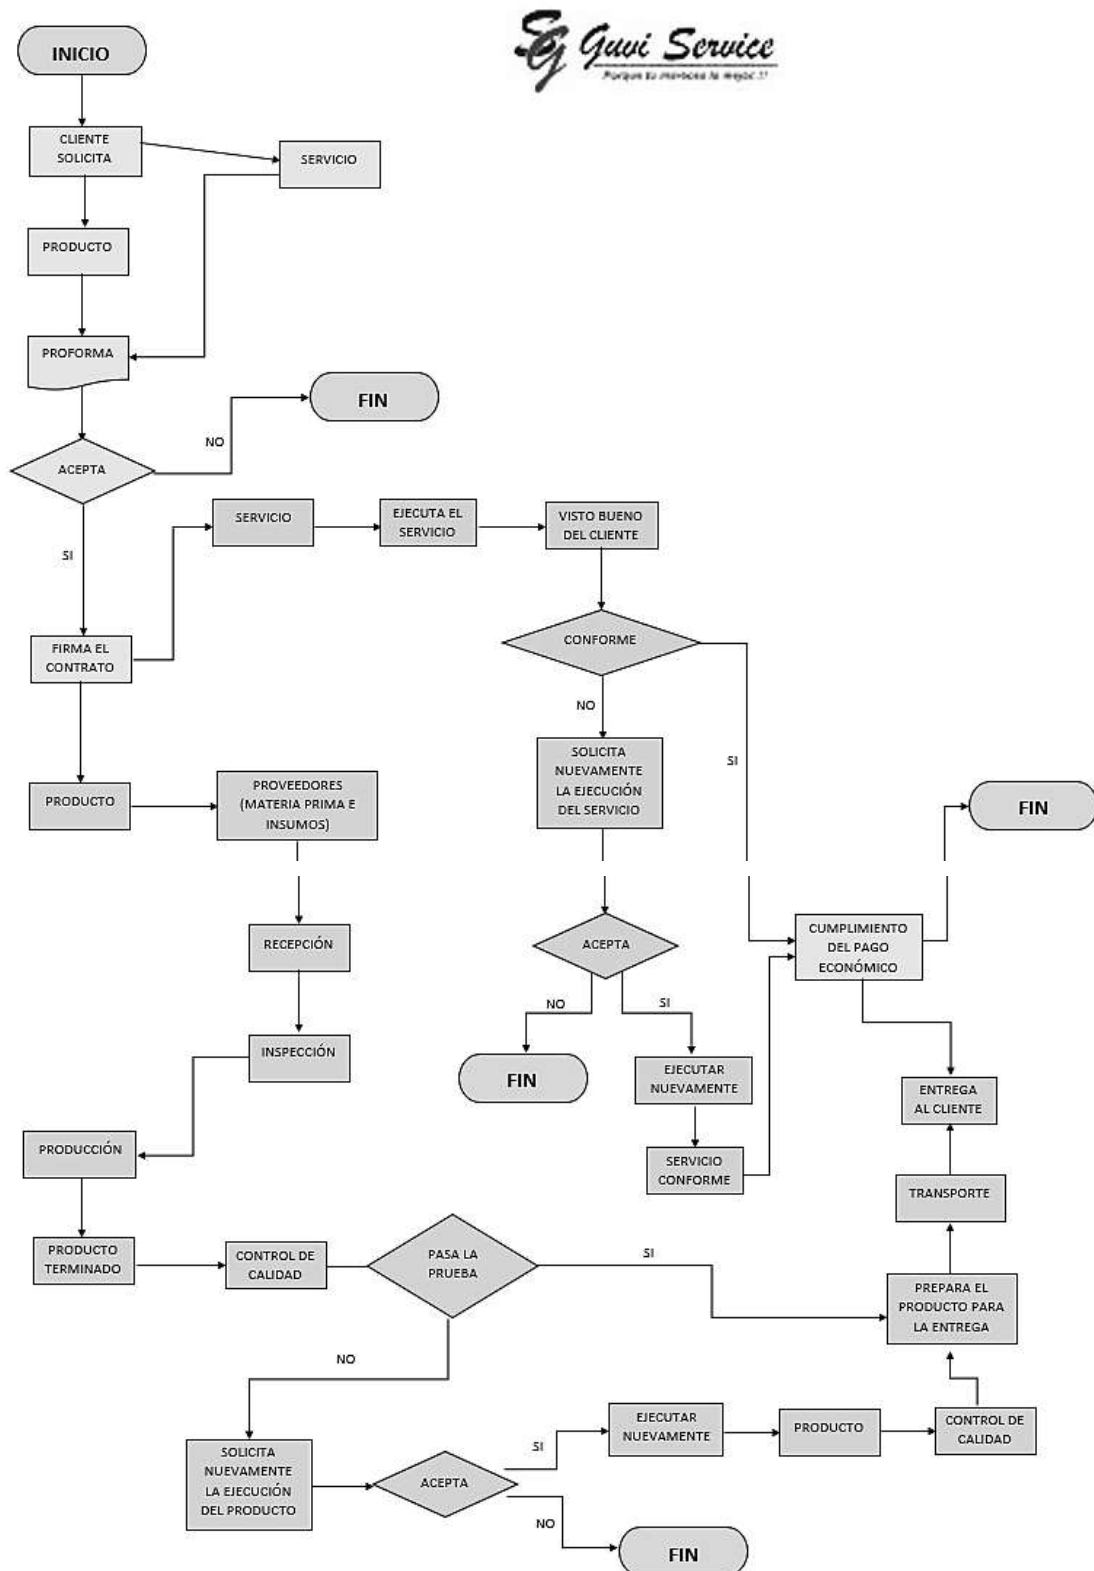 INICIO
SG Guvi Service
CLIENTE
SOLICITA
SERVICIO
PRODUCTO
PROFORMA
FIN
NO
ACEPTA
SERVICIO
EJECUTA EL
SERVICIO
VISTO BUENO
DEL CLIENTE
SI
FIRMA EL
CONTRATO
CONFORME
NO
SI
SOLICITA
NUEVAMENTE
LA EJECUCIÓN
DEL SERVICIO
PRODUCTO
PROVEEDORES
(MATERIA PRIMA E
INSUMOS)
FIN
RECEPCIÓN
ACEPTA
CUMPLIMIENTO
DEL PAGO
ECONÓMICO
NO
SI
INSPECCIÓN
FIN
EJECUTAR
NUEVAMENTE
ENTREGA
AL CLIENTE
PRODUCCIÓN
SERVICIO
CONFORME
TRANSPORTE
PRODUCTO
TERMINADO
CONTROL DE
CALIDAD
PASA LA
PRUEBA
SI
PREPARA EL
PRODUCTO PARA
LA ENTREGA
NO
SOLICITA
NUEVAMENTE
LA EJECUCIÓN
DEL PRODUCTO
ACEPTA
SI
EJECUTAR
NUEVAMENTE
PRODUCTO
CONTROL DE
CALIDAD
NO
FIN